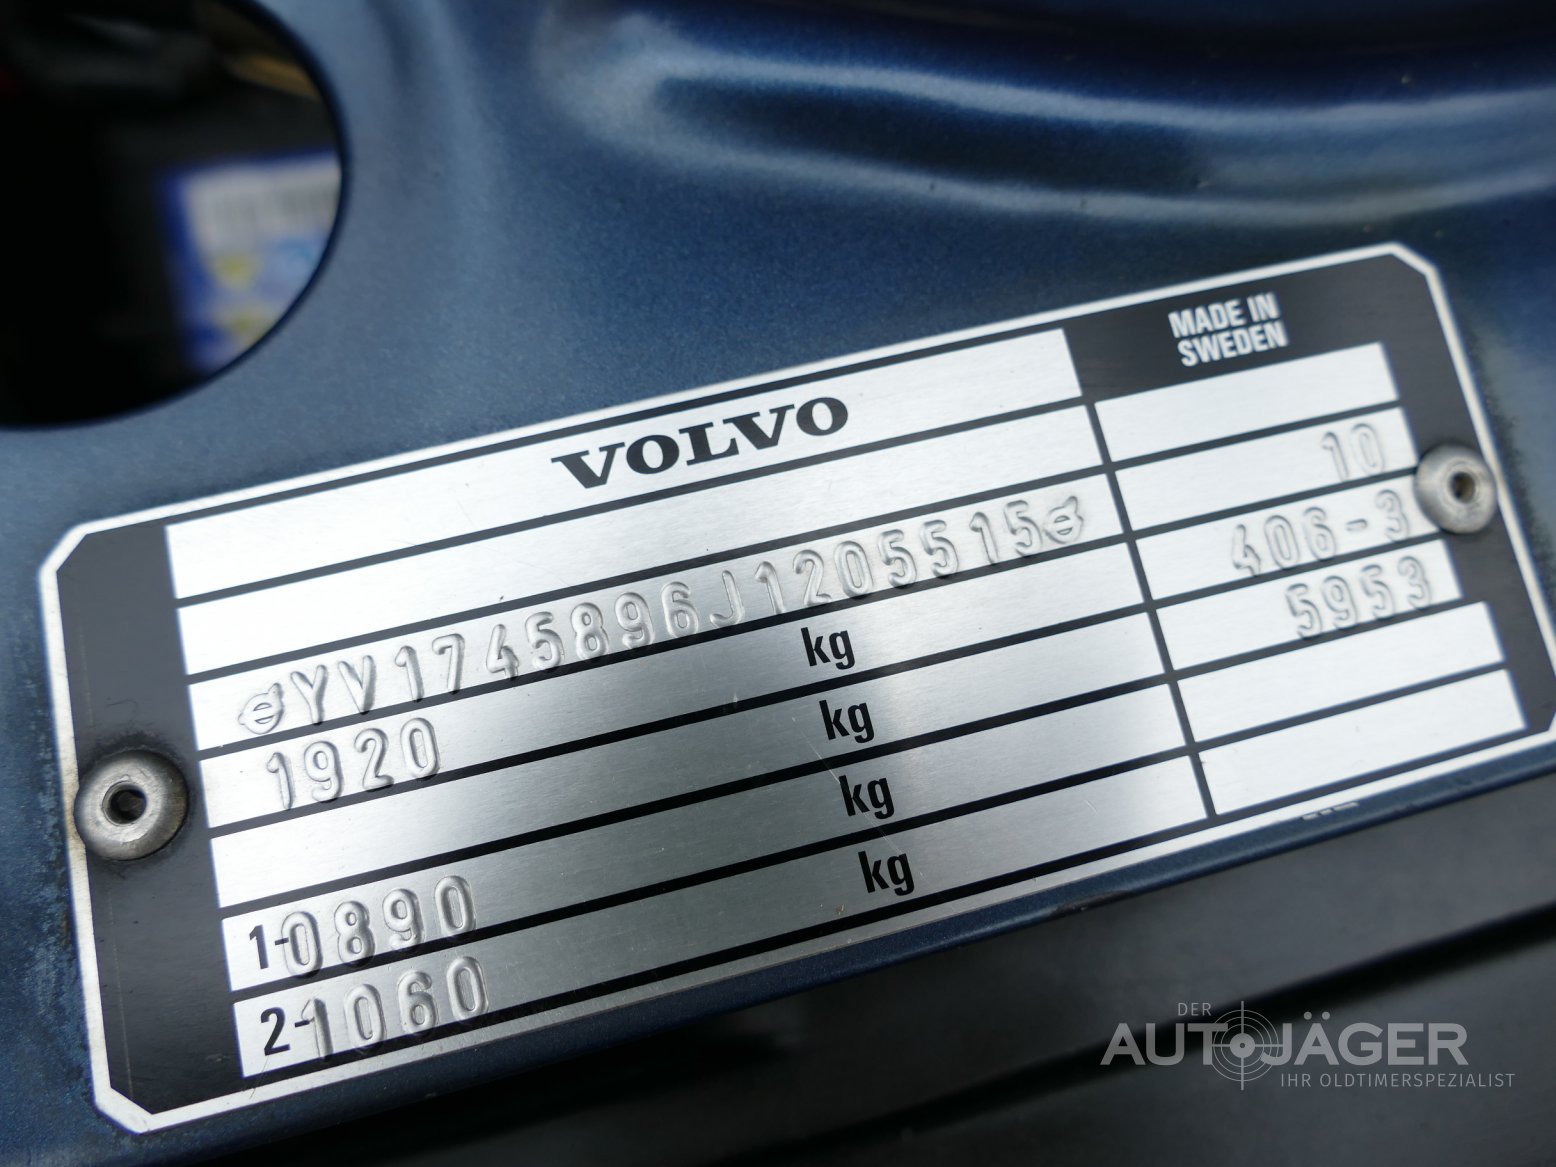 MADE IN
SWEDEN
VOLVO
10
YV1745896J1205515
406-3
1920 kg
5953
kg
1-0890 kg
2-1060 kg
DER
AUTOJÄGER
IHR OLDTIMERSPEZIALIST